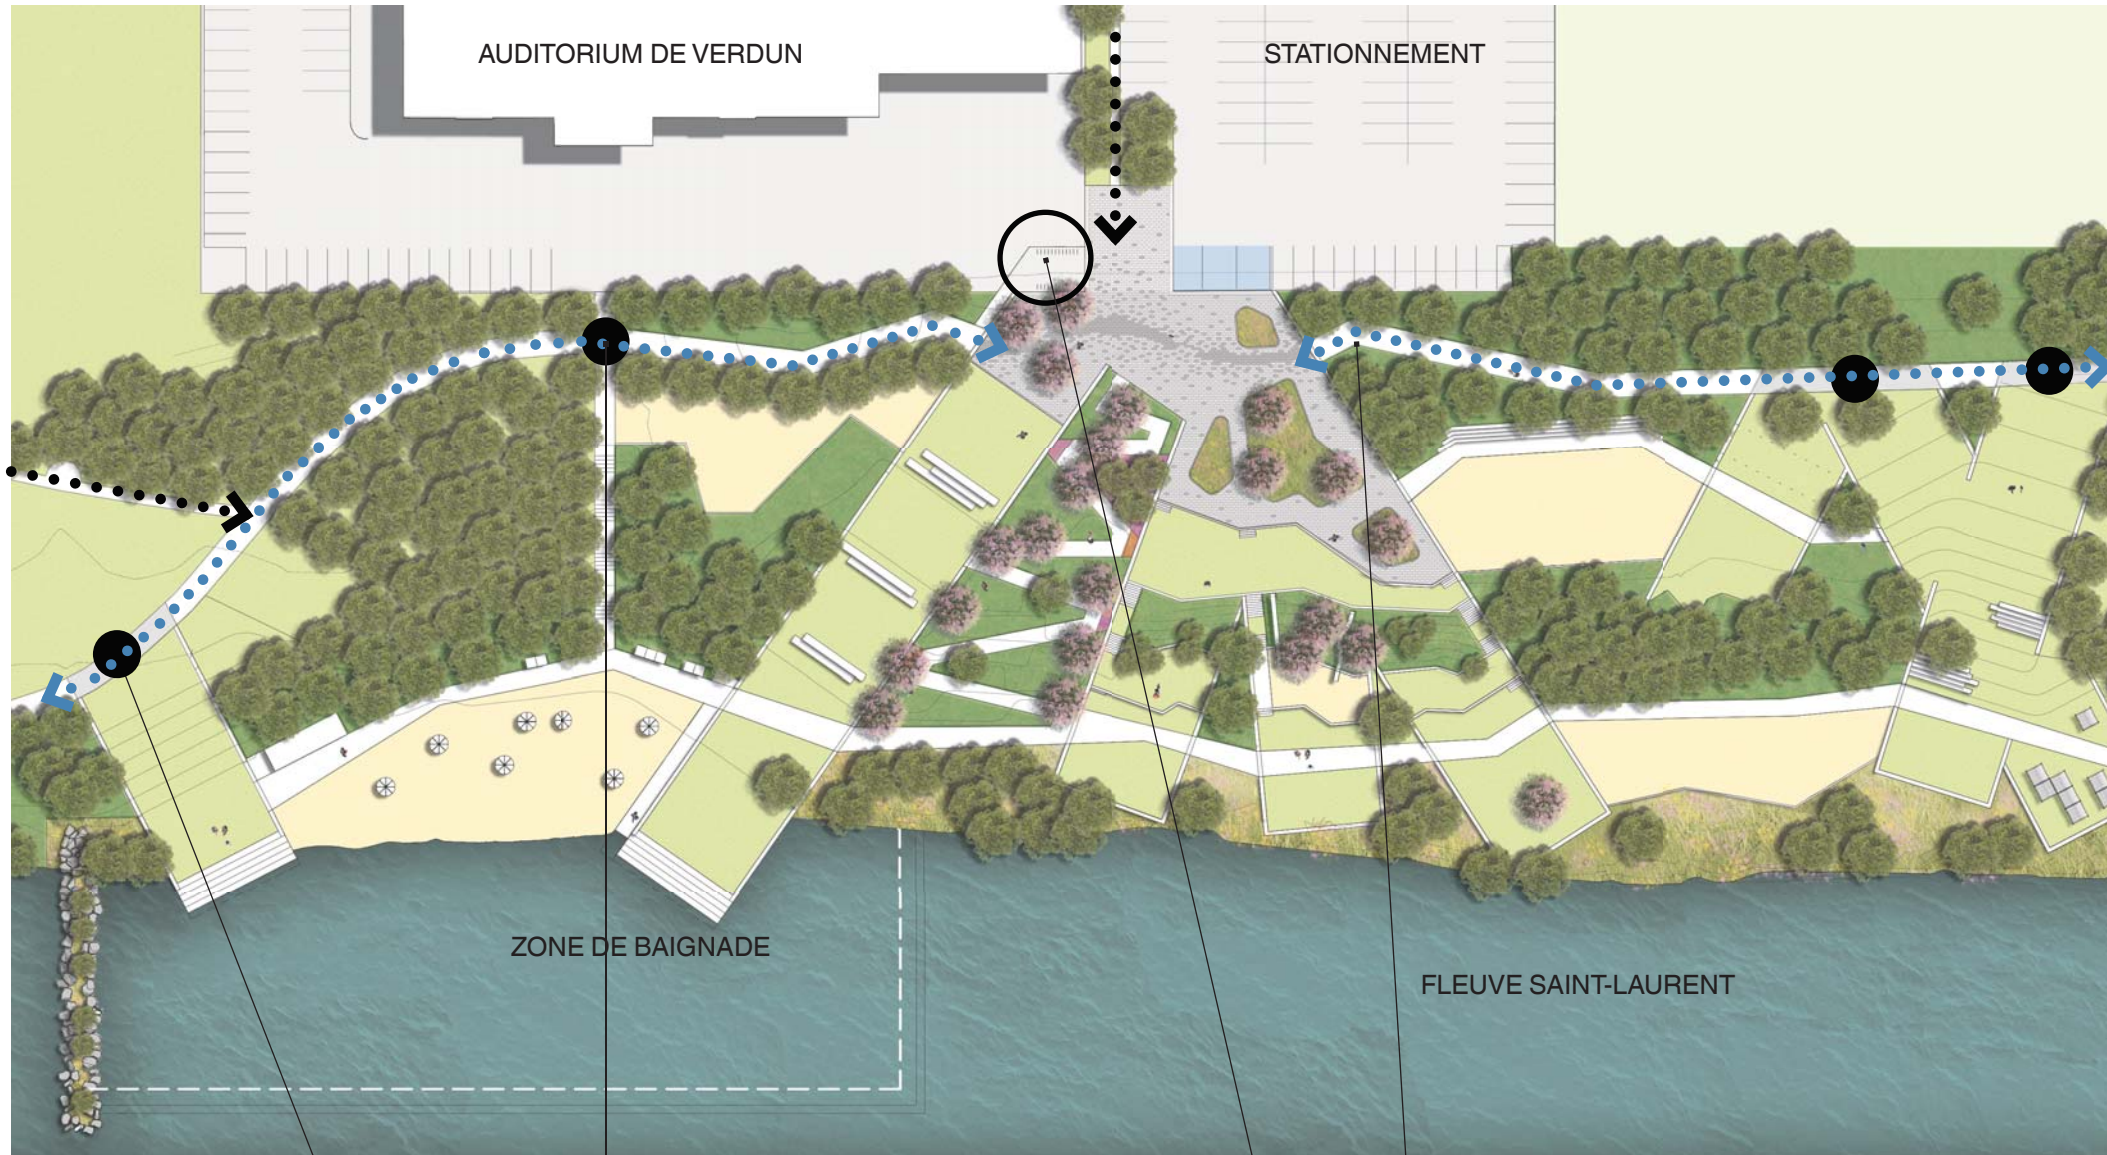 AUDITORIUM DE VERDUN
STATIONNEMENT
ZONE DE BAIGNADE
FLEUVE SAINT-LAURENT